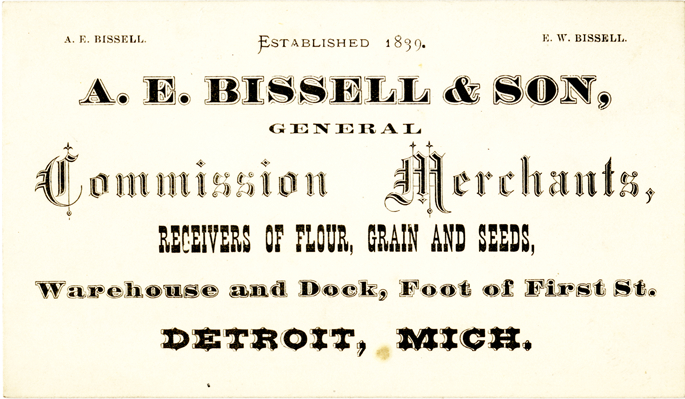 A. E. BISSELL.
ESTABLISHED 1839.
E. W. BISSELL.
A. E. BISSELL & SON,
GENERAL
Commission Merchants,
RECEIVERS OF FLOUR, GRAIN AND SEEDS,
Warehouse and Dock, Foot of First St.
DETROIT, MICH.